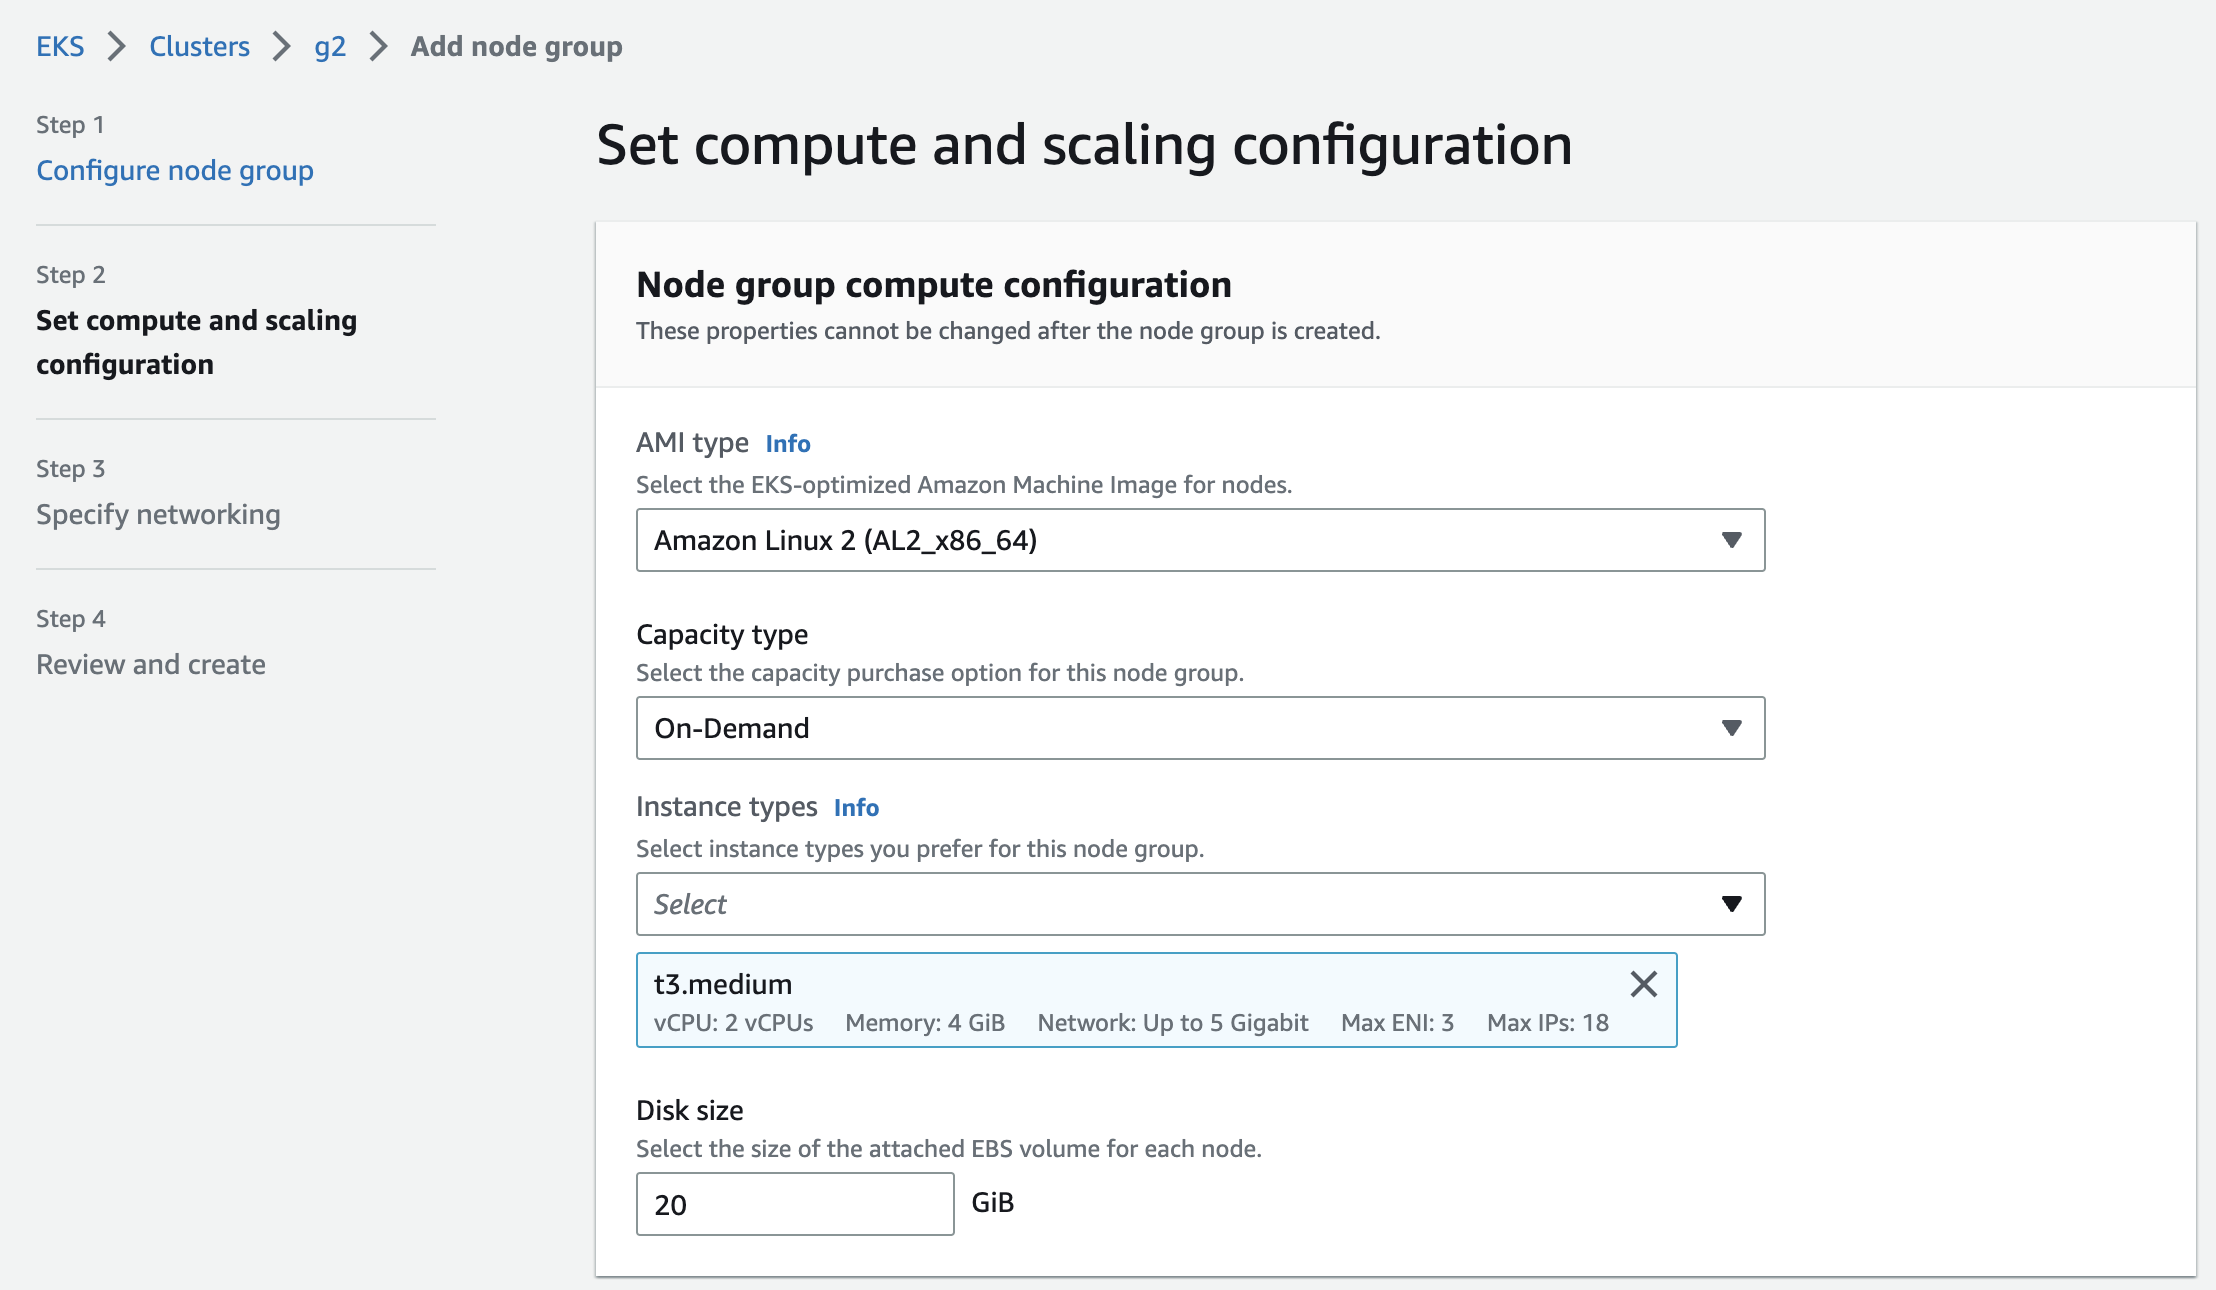 EKS Clusters g2 Add node group
Step 1
Configure node group
Step 2
Set compute and scaling
configuration
Step 3
Specify networking
Step 4
Review and create
Set compute and scaling configuration
Node group compute configuration
These properties cannot be changed after the node group is created.
AMI type Info
Select the EKS-optimized Amazon Machine Image for nodes.
Amazon Linux 2 (AL2_x86_64)
Capacity type
Select the capacity purchase option for this node group.
On-Demand
Instance types Info
Select instance types you prefer for this node group.
Select
t3.medium
vCPU: 2 vCPUs Memory: 4 GiB Network: Up to 5 Gigabit Max ENI: 3 Max IPs: 18
Disk size
Select the size of the attached EBS volume for each node.
20 GiB